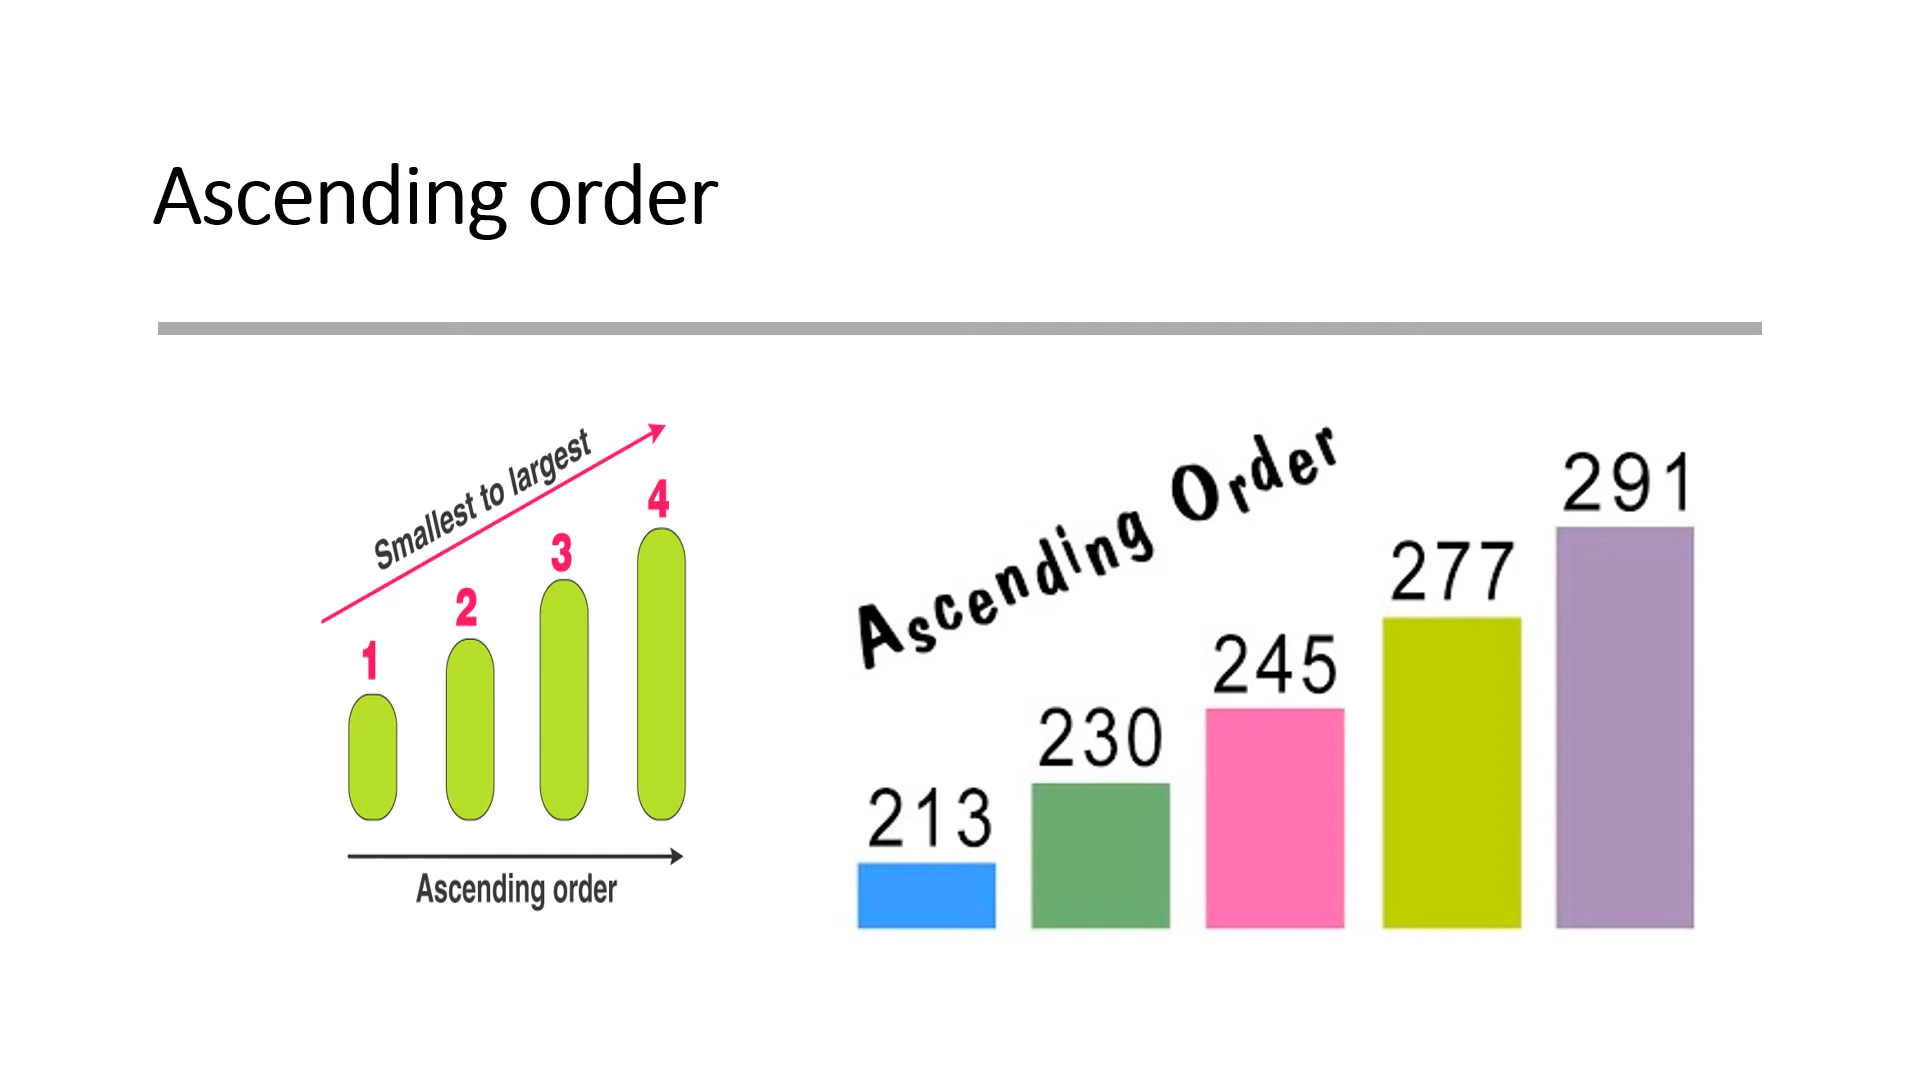 Ascending order
Smallest to largest
1
2
3
4
Ascending order
Ascending Order
213
230
245
277
291